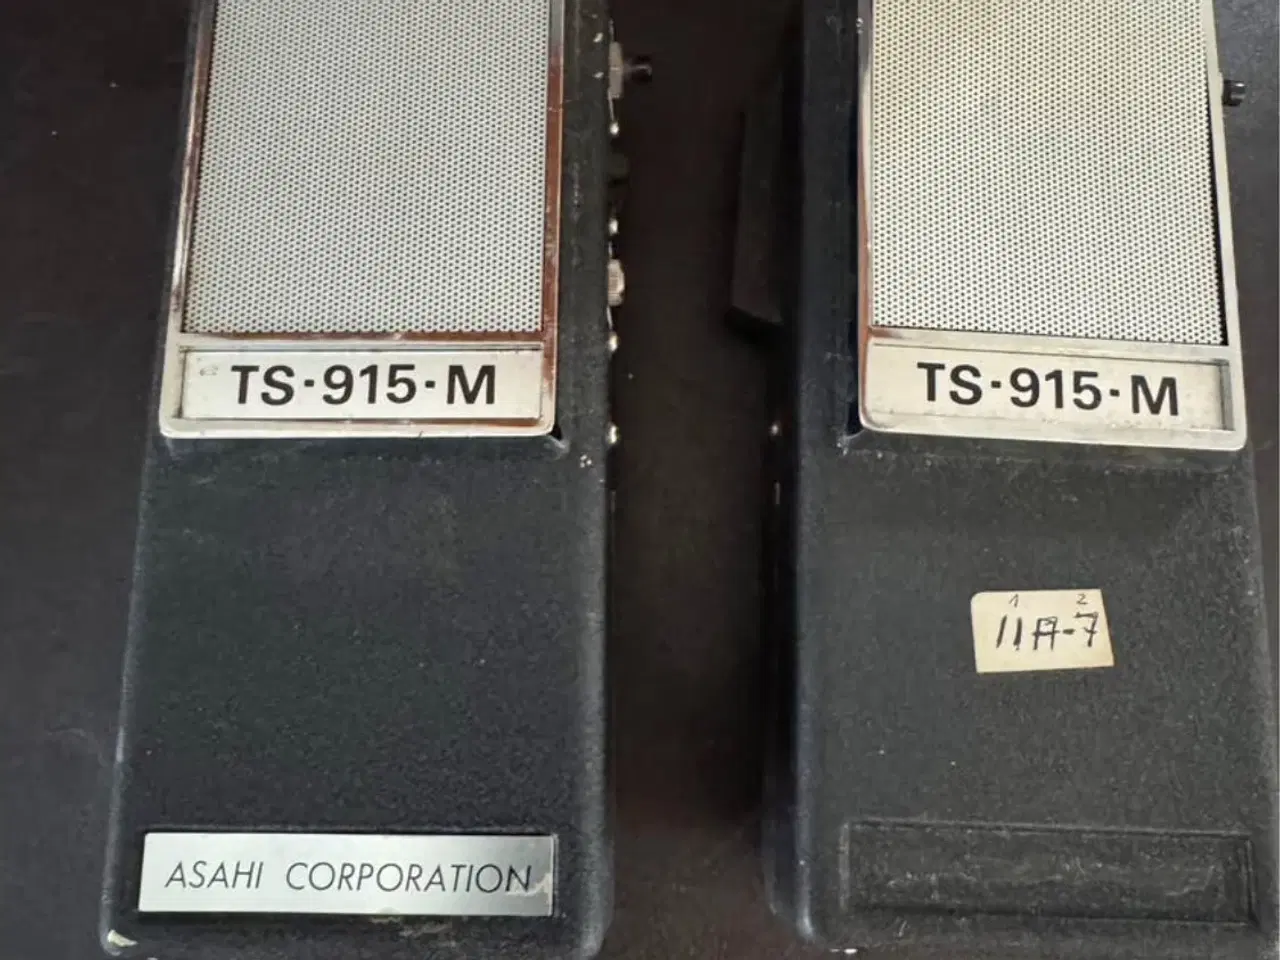 TS·915·M
TS·915·M
1 2
11A-7
ASAHI CORPORATION